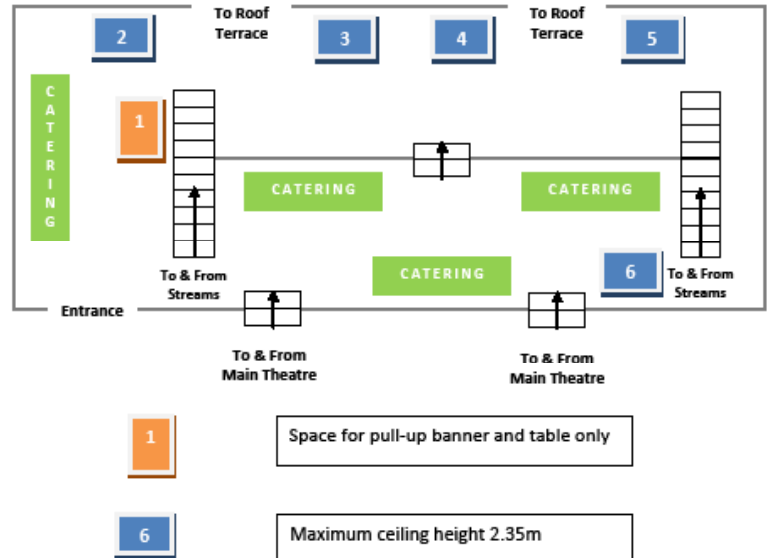 To Roof
Terrace
To Roof
Terrace
2
3
4
5
CATERING
1
CATERING
CATERING
To & From
Streams
CATERING
6
To & From
Streams
Entrance
To & From
Main Theatre
To & From
Main Theatre
1
Space for pull-up banner and table only
6
Maximum ceiling height 2.35m